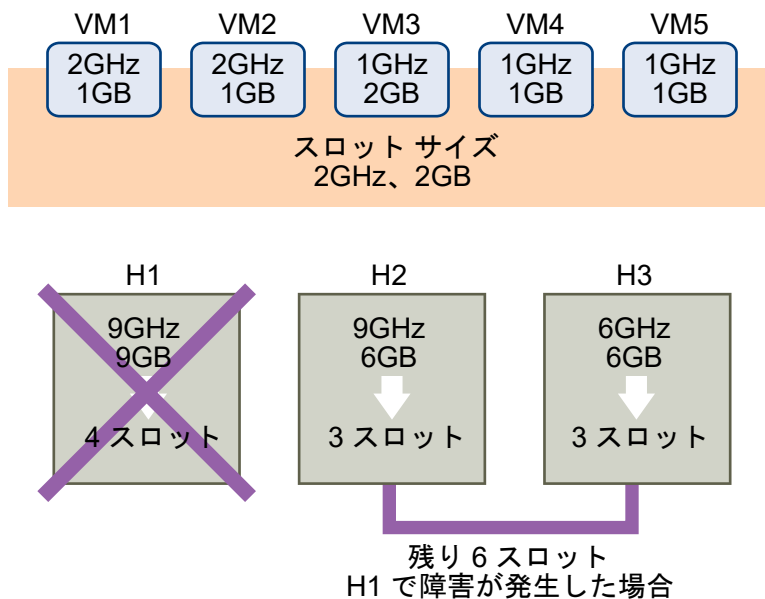 VM1 VM2 VM3 VM4 VM5
2GHz 2GHz 1GHz 1GHz 1GHz
1GB 1GB 2GB 1GB 1GB
スロット サイズ
2GHz、2GB
H1 H2 H3
9GHz 9GHz 6GHz
9GB 6GB 6GB
4 スロット 3 スロット 3 スロット
残り 6 スロット
H1 で障害が発生した場合